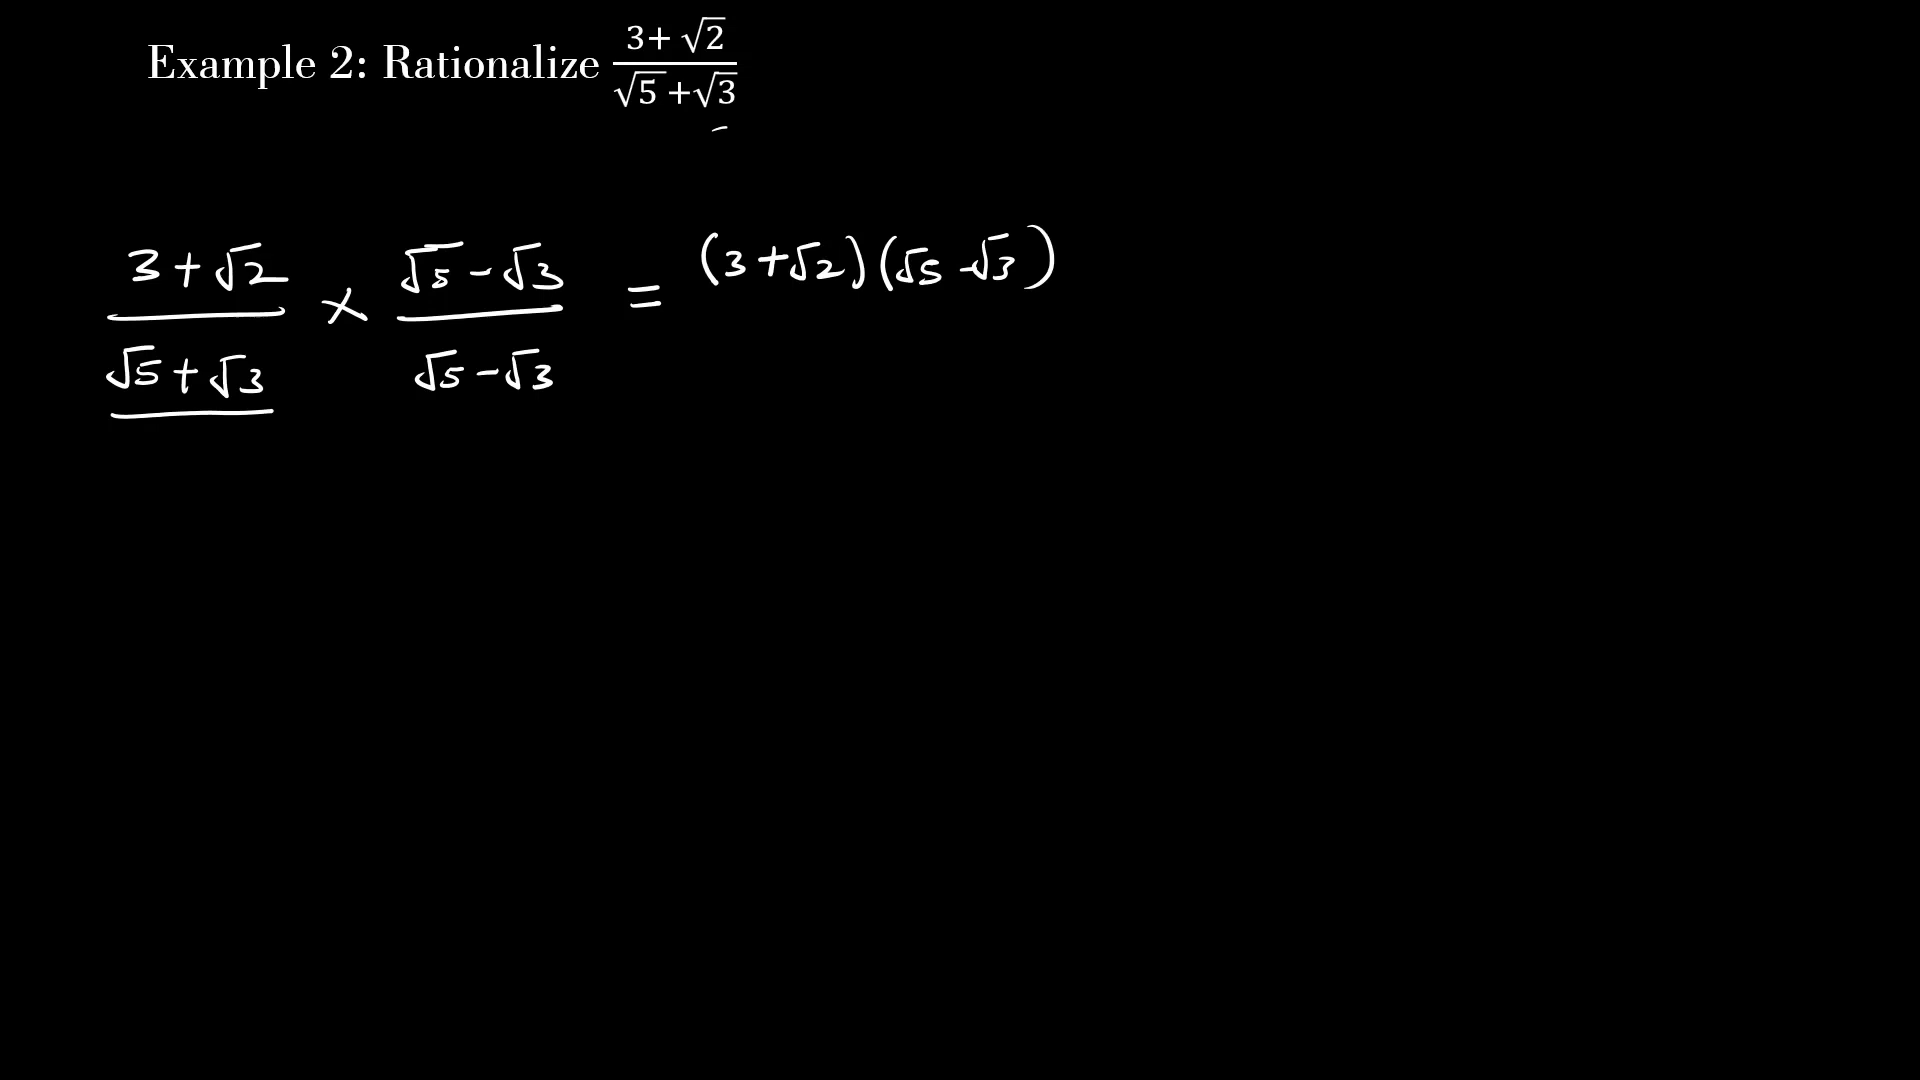 Example 2: Rationalize (3+ √2)/(√5 +√3)
(3 + √2)/(√5 + √3) × (√5 - √3)/(√5 - √3) = (3 + √2)(√5 - √3)